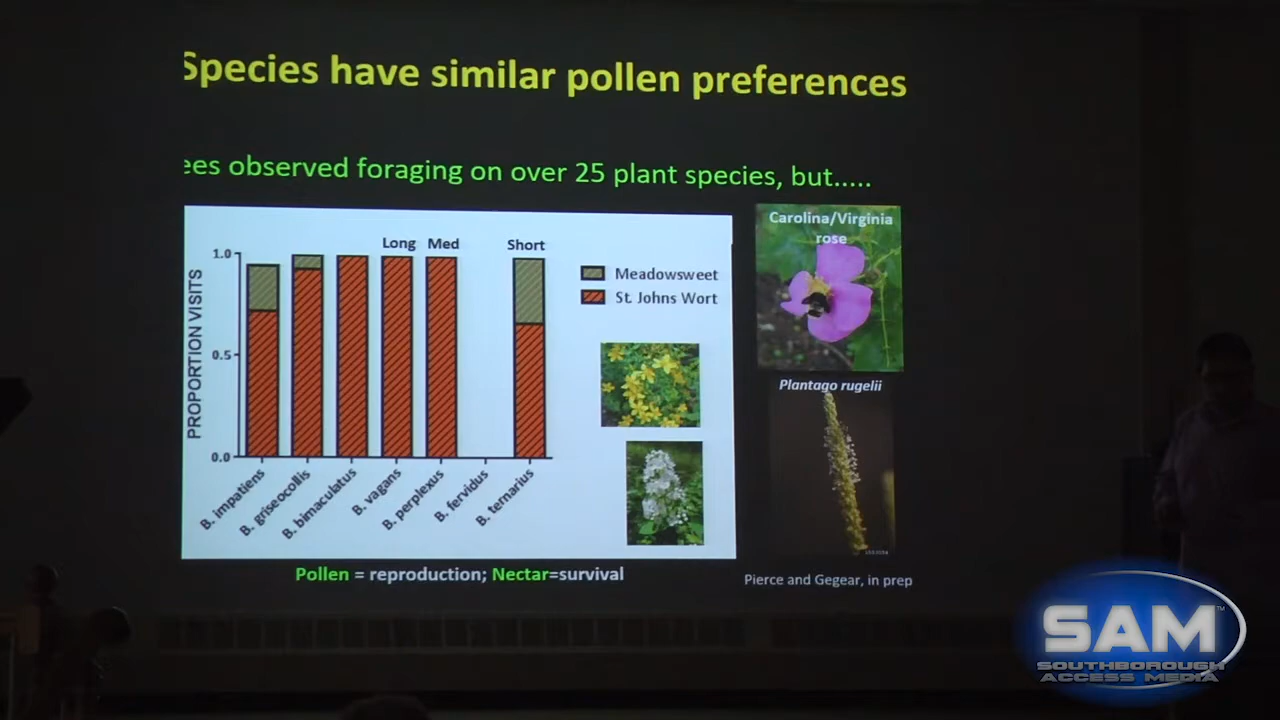 Species have similar pollen preferences
ees observed foraging on over 25 plant species, but.....
Long Med Short
PROPORTION VISITS
1.0
0.5
0.0
B. impatiens
B. griseocollis
B. bimaculatus
B. vagans
B. perplexus
B. fervidus
B. ternarius
Meadowsweet
St. Johns Wort
Carolina/Virginia
rose
Plantago rugelii
Pollen = reproduction; Nectar=survival
Pierce and Gegear, in prep
SAM™
SOUTHBOROUGH
ACCESS MEDIA